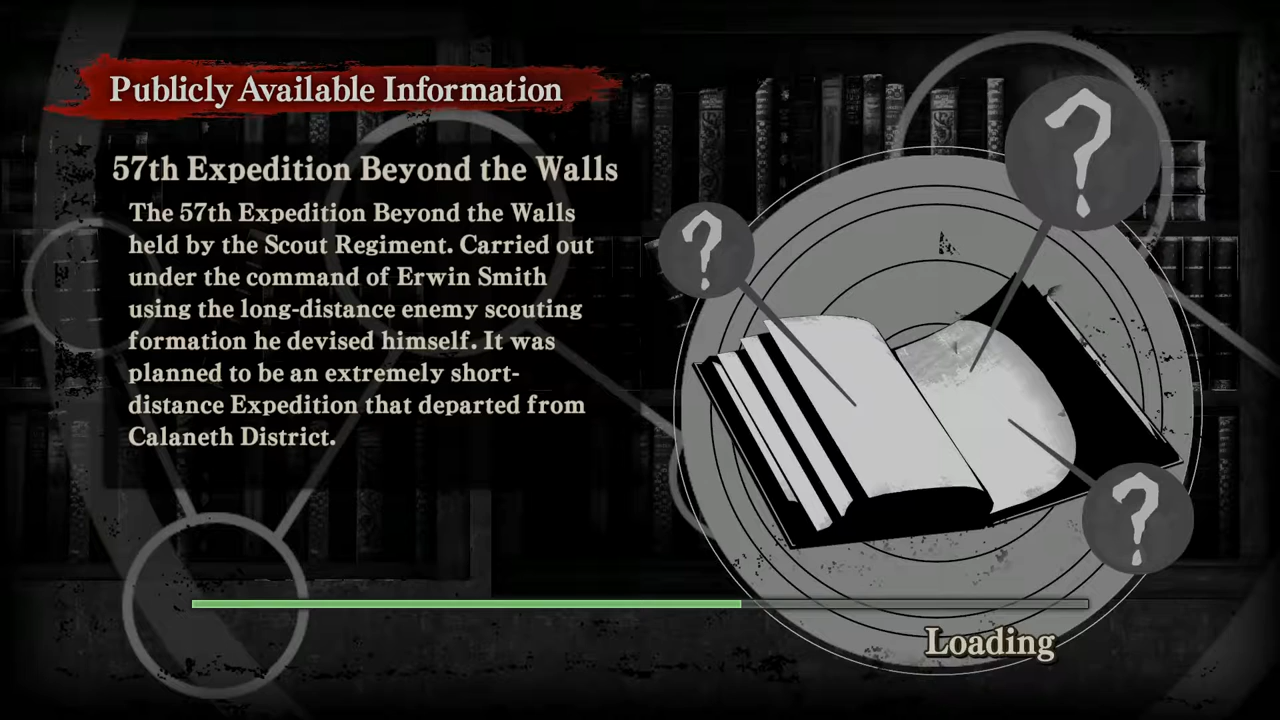 Publicly Available Information
57th Expedition Beyond the Walls
The 57th Expedition Beyond the Walls
held by the Scout Regiment. Carried out
under the command of Erwin Smith
using the long-distance enemy scouting
formation he devised himself. It was
planned to be an extremely short-
distance Expedition that departed from
Calaneth District.
?
?
?
Loading